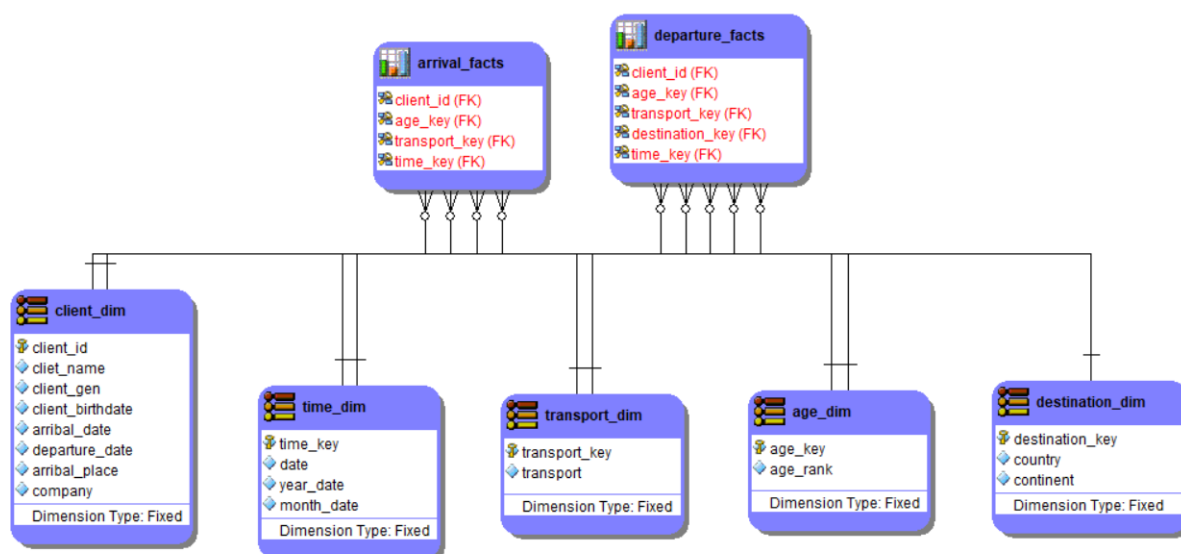 arrival_facts
client_id (FK)
age_key (FK)
transport_key (FK)
time_key (FK)
departure_facts
client_id (FK)
age_key (FK)
transport_key (FK)
destination_key (FK)
time_key (FK)
client_dim
client_id
cliet_name
client_gen
client_birthdate
arribal_date
departure_date
arribal_place
company
Dimension Type: Fixed
time_dim
time_key
date
year_date
month_date
Dimension Type: Fixed
transport_dim
transport_key
transport
Dimension Type: Fixed
age_dim
age_key
age_rank
Dimension Type: Fixed
destination_dim
destination_key
country
continent
Dimension Type: Fixed